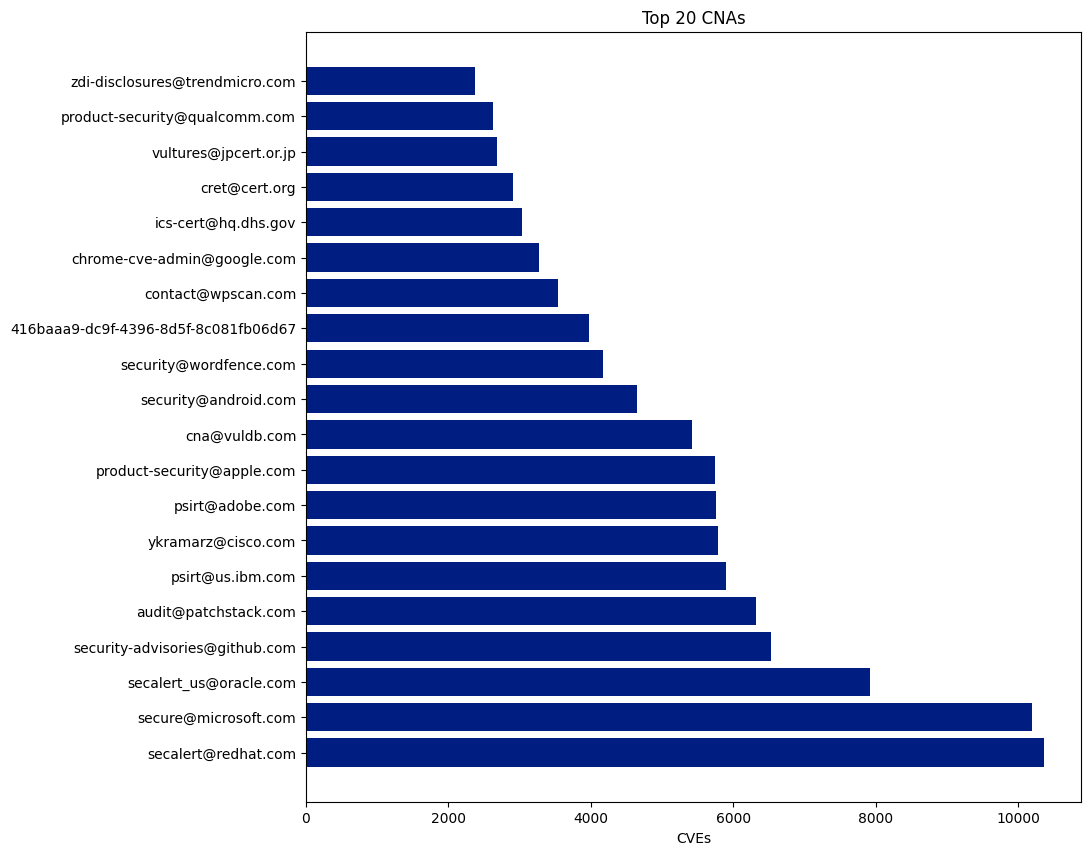 Top 20 CNAs
zdi-disclosures@trendmicro.com
product-security@qualcomm.com
vultures@jpcert.or.jp
cret@cert.org
ics-cert@hq.dhs.gov
chrome-cve-admin@google.com
contact@wpscan.com
416baaa9-dc9f-4396-8d5f-8c081fb06d67
security@wordfence.com
security@android.com
cna@vuldb.com
product-security@apple.com
psirt@adobe.com
ykramarz@cisco.com
psirt@us.ibm.com
audit@patchstack.com
security-advisories@github.com
secalert_us@oracle.com
secure@microsoft.com
secalert@redhat.com
0 2000 4000 6000 8000 10000
CVEs